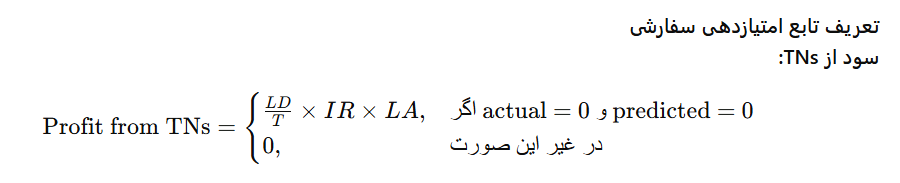 تعریف تابع امتیازدهی سفارشی
سود از TNs:
Profit from TNs = { LD/T × IR × LA, اگر actual = 0 و predicted = 0
0, در غیر این صورت